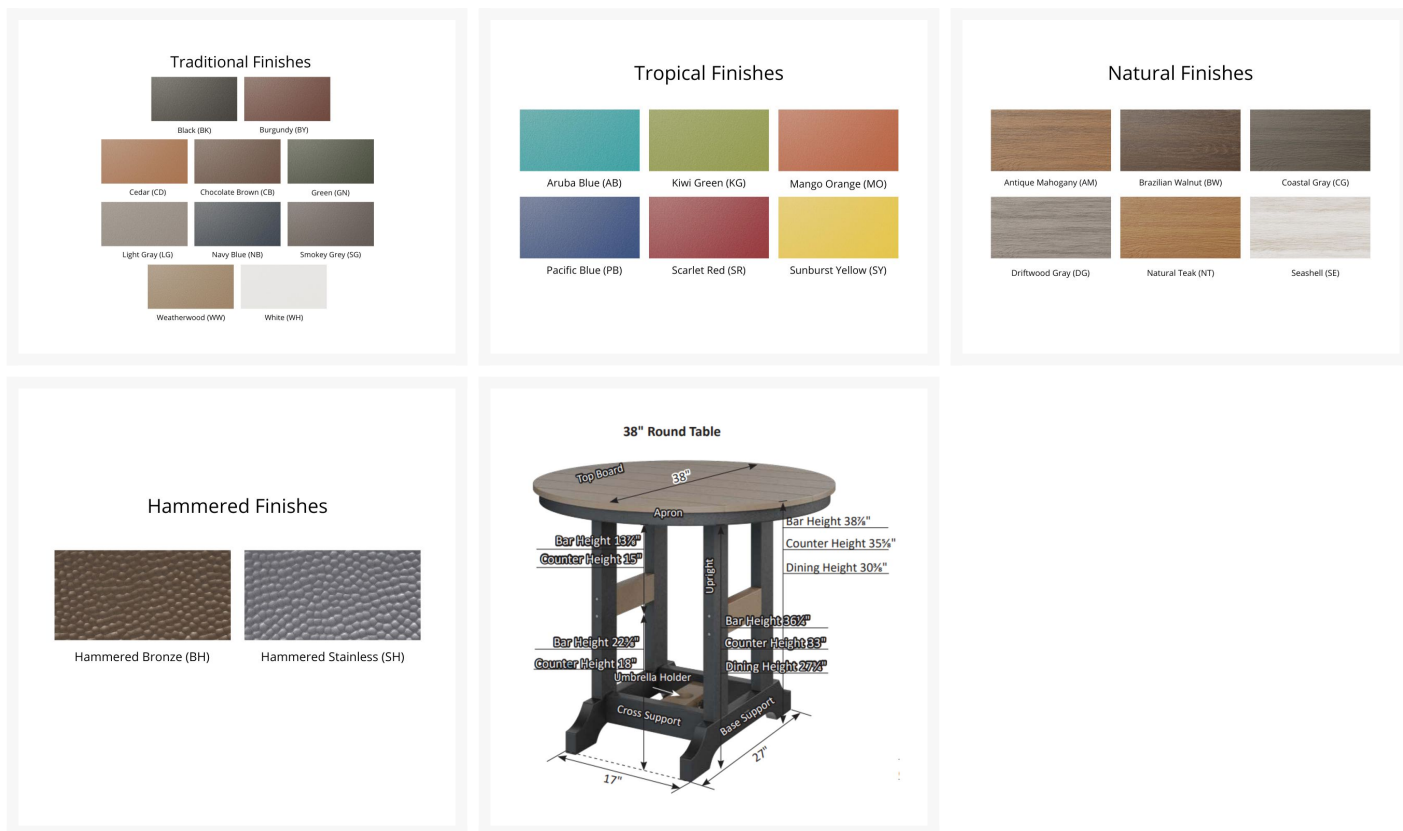 Traditional Finishes
Black (BK)
Burgundy (BY)
Cedar (CD)
Chocolate Brown (CB)
Green (GN)
Light Gray (LG)
Navy Blue (NB)
Smokey Grey (SG)
Weatherwood (WW)
White (WH)
Tropical Finishes
Aruba Blue (AB)
Kiwi Green (KG)
Mango Orange (MO)
Pacific Blue (PB)
Scarlet Red (SR)
Sunburst Yellow (SY)
Natural Finishes
Antique Mahogany (AM)
Brazilian Walnut (BW)
Coastal Gray (CG)
Driftwood Gray (DG)
Natural Teak (NT)
Seashell (SE)
Hammered Finishes
Hammered Bronze (BH)
Hammered Stainless (SH)
38" Round Table
Top Board
38"
Apron
Bar Height 38⅞"
Counter Height 35⅝"
Dining Height 30⅜"
Bar Height
Counter Height 15"
Upright
Bar Height
Counter Height 18"
Bar Height 36¼"
Counter Height 33"
Dining Height
Umbrella Holder
Cross Support
Base Support
17"
27"